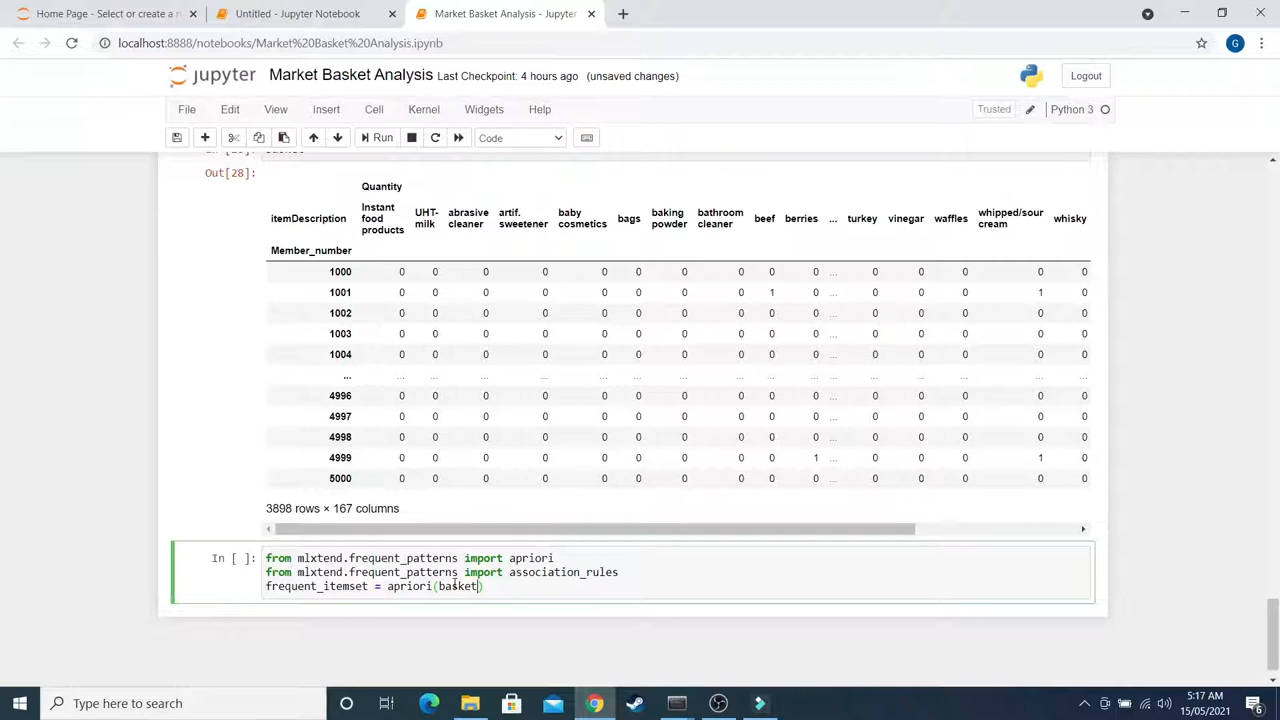 Home Page - Select or create a n
Untitled - Jupyter Notebook
Market Basket Analysis - Jupyter
localhost:8888/notebooks/Market%20Basket%20Analysis.ipynb
G
jupyter Market Basket Analysis Last Checkpoint: 4 hours ago (unsaved changes)
Logout
File Edit View Insert Cell Kernel Widgets Help
Trusted Python 3
Run Code
Out[28]:
Quantity
itemDescription Instant food products UHT-milk abrasive cleaner artif. sweetener baby cosmetics bags baking powder bathroom cleaner beef berries ... turkey vinegar waffles whipped/sour cream whisky
Member_number
1000 0 0 0 0 0 0 0 0 0 0 ... 0 0 0 0 0
1001 0 0 0 0 0 0 0 0 1 0 ... 0 0 0 1 0
1002 0 0 0 0 0 0 0 0 0 0 ... 0 0 0 0 0
1003 0 0 0 0 0 0 0 0 0 0 ... 0 0 0 0 0
1004 0 0 0 0 0 0 0 0 0 0 ... 0 0 0 0 0
... ... ... ... ... ... ... ... ... ... ... ... ... ... ... ... ...
4996 0 0 0 0 0 0 0 0 0 0 ... 0 0 0 0 0
4997 0 0 0 0 0 0 0 0 0 0 ... 0 0 0 0 0
4998 0 0 0 0 0 0 0 0 0 0 ... 0 0 0 0 0
4999 0 0 0 0 0 0 0 0 0 1 ... 0 0 0 1 0
5000 0 0 0 0 0 0 0 0 0 0 ... 0 0 0 0 0
3898 rows × 167 columns
In [ ]: from mlxtend.frequent_patterns import apriori
from mlxtend.frequent_patterns import association_rules
frequent_itemset = apriori(basket)
Type here to search
5:17 AM
15/05/2021
6